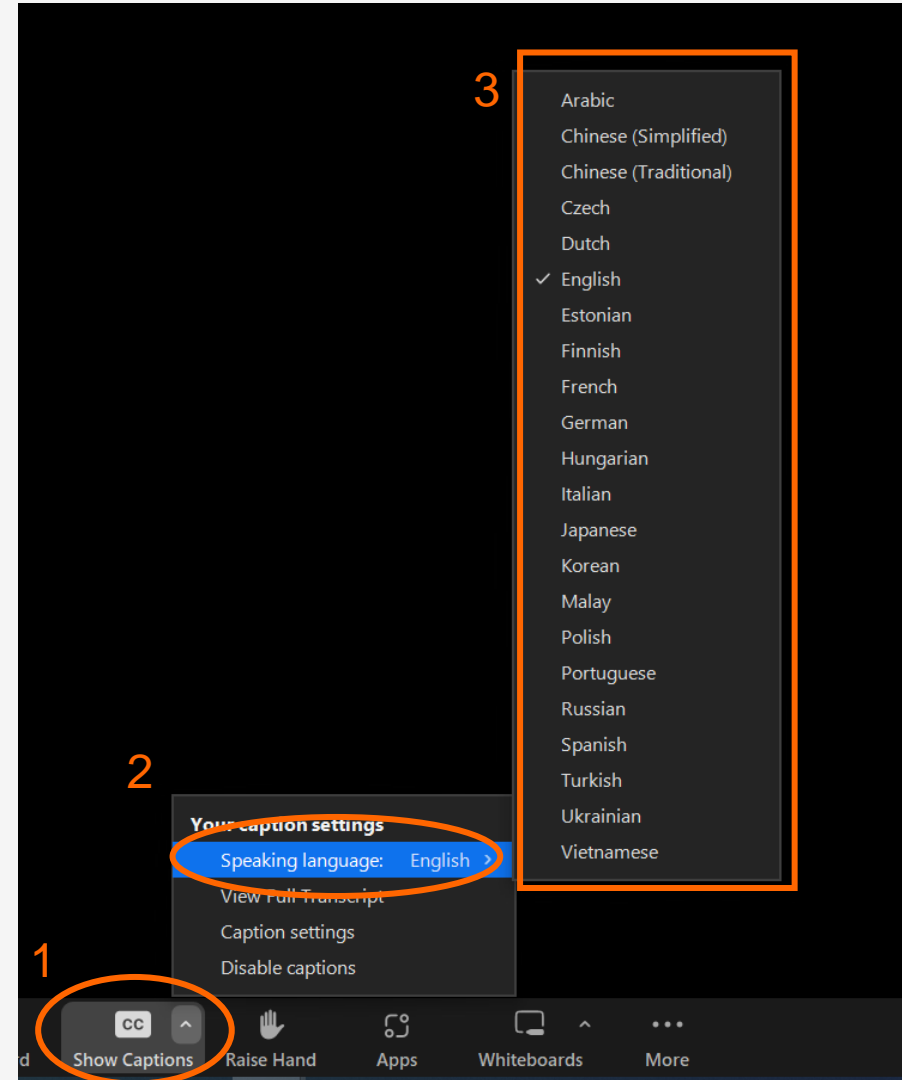 3
Arabic
Chinese (Simplified)
Chinese (Traditional)
Czech
Dutch
English
Estonian
Finnish
French
German
Hungarian
Italian
Japanese
Korean
Malay
Polish
Portuguese
Russian
Spanish
Turkish
Ukrainian
Vietnamese
2
Your caption settings
Speaking language: English
View Full Transcript
Caption settings
Disable captions
1
CC
Show Captions Raise Hand Apps Whiteboards More